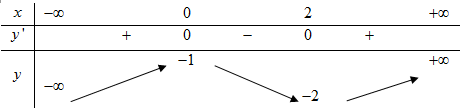 x −∞ 0 2 +∞
y' + 0 − 0 +
−1 +∞
y
−∞
−2